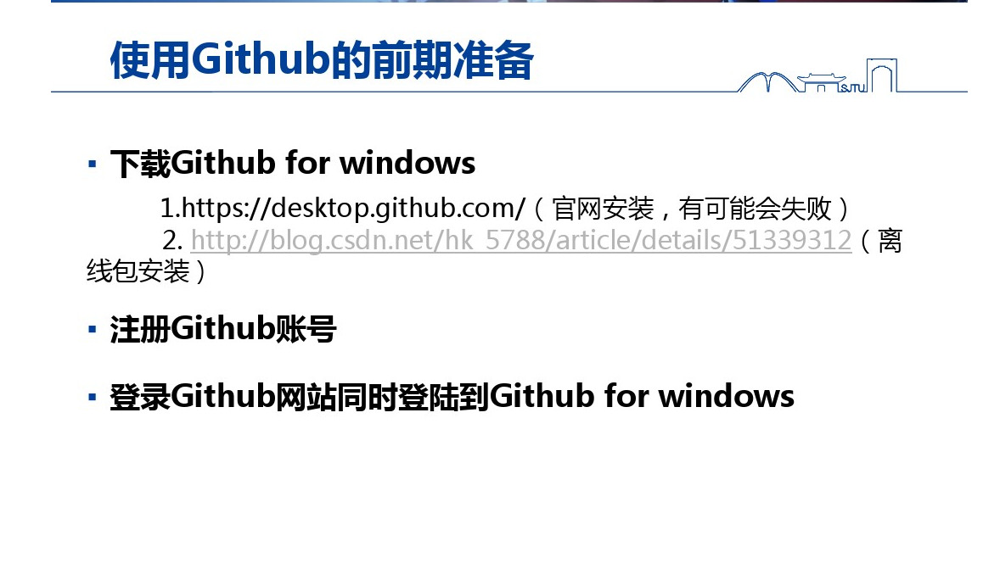 使用Github的前期准备
SJTU
▪ 下载Github for windows
1.https://desktop.github.com/（官网安装，有可能会失败）
2. http://blog.csdn.net/hk_5788/article/details/51339312（离
线包安装）
▪ 注册Github账号
▪ 登录Github网站同时登陆到Github for windows